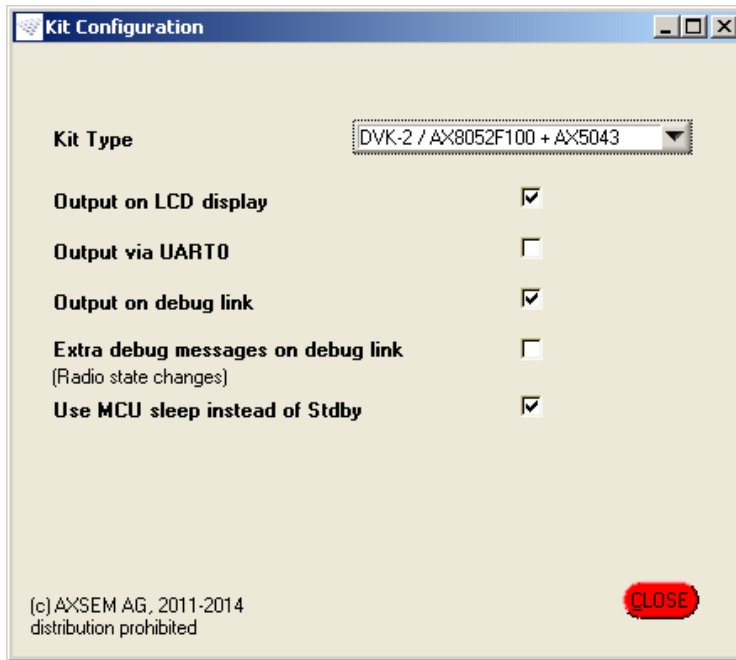 Kit Configuration
Kit Type DVK-2 / AX8052F100 + AX5043
Output on LCD display
Output via UART0
Output on debug link
Extra debug messages on debug link
(Radio state changes)
Use MCU sleep instead of Stdby
(c) AXSEM AG, 2011-2014
distribution prohibited
CLOSE